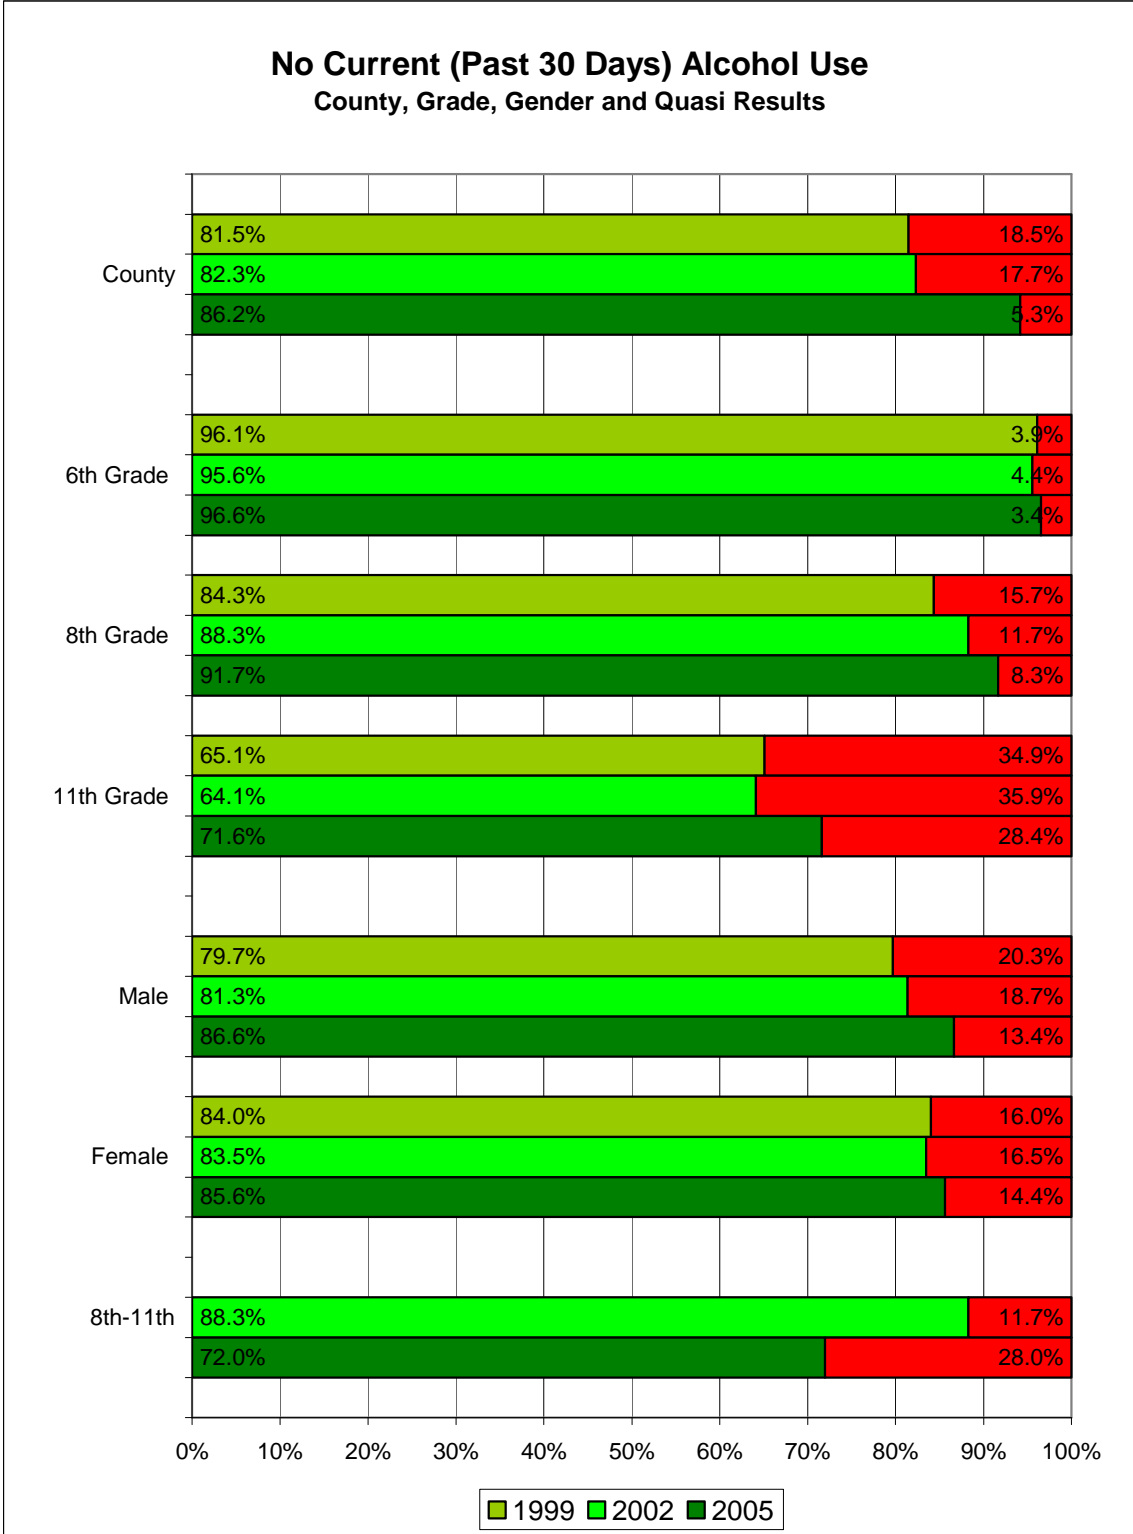 No Current (Past 30 Days) Alcohol Use
County, Grade, Gender and Quasi Results
81.5% 18.5%
County 82.3% 17.7%
86.2% 5.3%
96.1% 3.9%
6th Grade 95.6% 4.4%
96.6% 3.4%
84.3% 15.7%
8th Grade 88.3% 11.7%
91.7% 8.3%
65.1% 34.9%
11th Grade 64.1% 35.9%
71.6% 28.4%
79.7% 20.3%
Male 81.3% 18.7%
86.6% 13.4%
84.0% 16.0%
Female 83.5% 16.5%
85.6% 14.4%
8th-11th 88.3% 11.7%
72.0% 28.0%
0% 10% 20% 30% 40% 50% 60% 70% 80% 90% 100%
1999 2002 2005